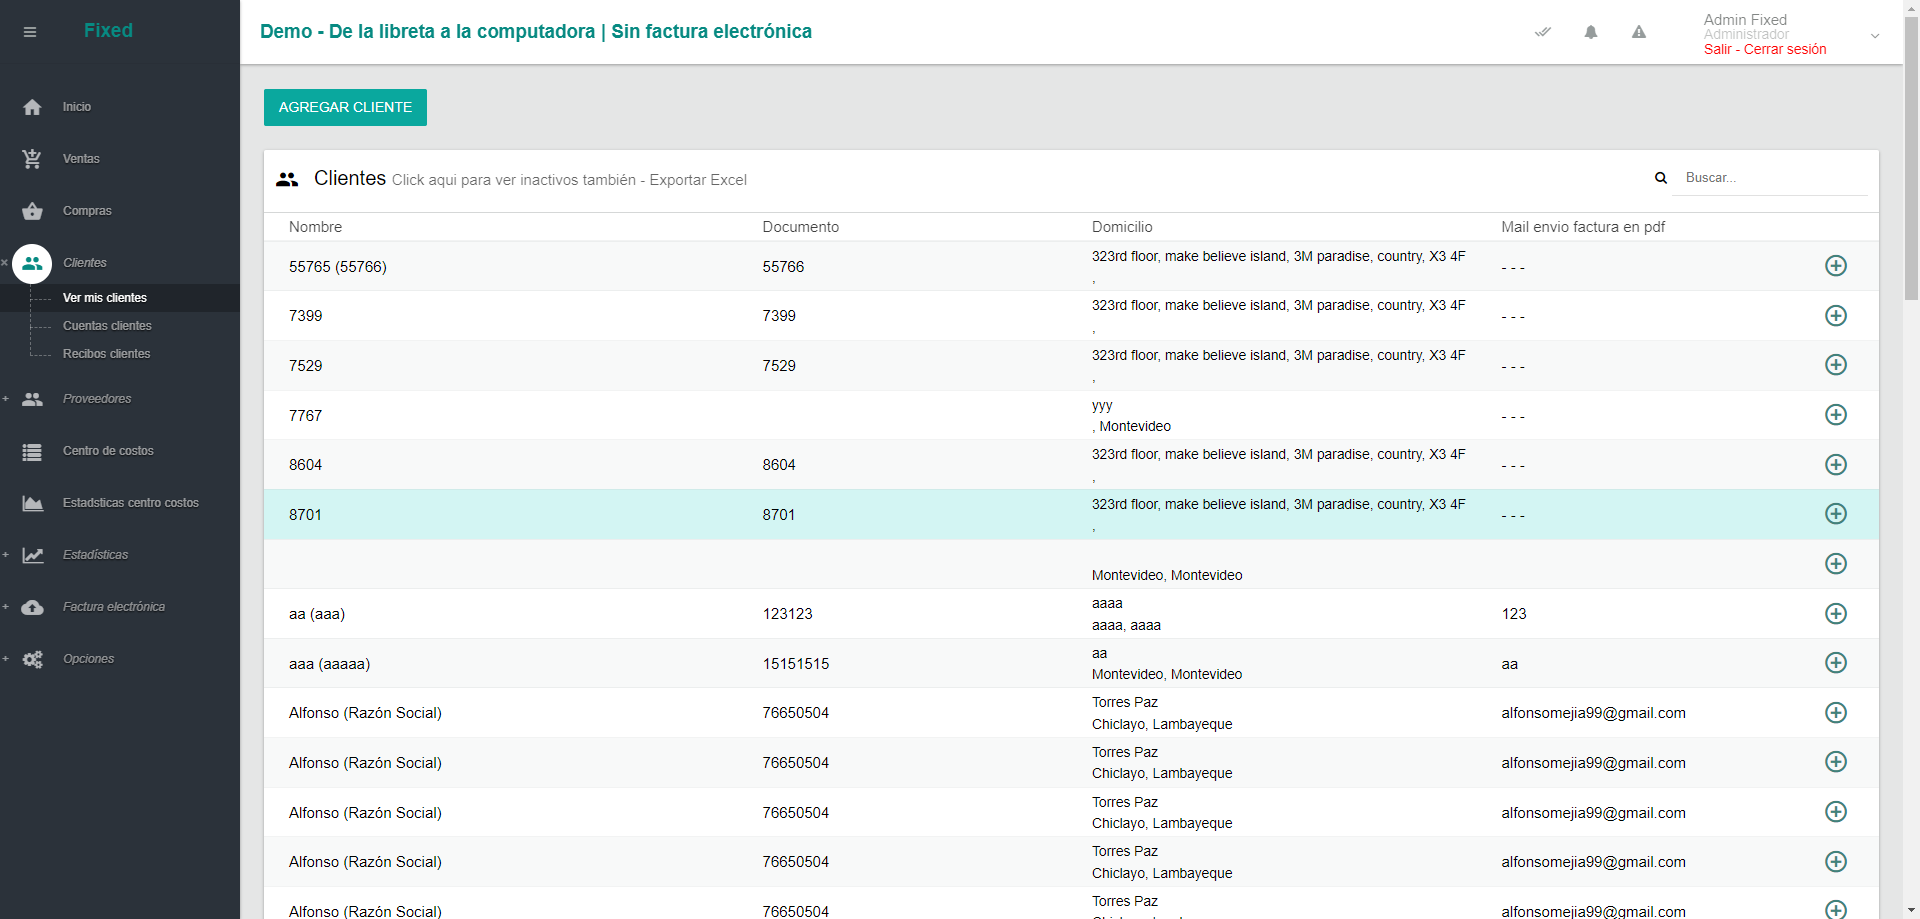 Fixed
Demo - De la libreta a la computadora | Sin factura electrónica
Admin Fixed
Administrador
Salir - Cerrar sesión
Inicio
Ventas
Compras
Clientes
Ver mis clientes
Cuentas clientes
Recibos clientes
Proveedores
Centro de costos
Estadsticas centro costos
Estadísticas
Factura electrónica
Opciones
AGREGAR CLIENTE
Clientes Click aqui para ver inactivos también - Exportar Excel
Buscar...
Nombre Documento Domicilio Mail envio factura en pdf
323rd floor, make believe island, 3M paradise, country, X3 4F
55765 (55766) 55766 - - -
,
323rd floor, make believe island, 3M paradise, country, X3 4F
7399 7399 - - -
,
323rd floor, make believe island, 3M paradise, country, X3 4F
7529 7529 - - -
,
yyy
7767 - - -
, Montevideo
323rd floor, make believe island, 3M paradise, country, X3 4F
8604 8604 - - -
,
323rd floor, make believe island, 3M paradise, country, X3 4F
8701 8701 - - -
,
Montevideo, Montevideo
aaaa
aa (aaa) 123123 123
aaaa, aaaa
aa
aaa (aaaaa) 15151515 aa
Montevideo, Montevideo
Torres Paz
Alfonso (Razón Social) 76650504 alfonsomejia99@gmail.com
Chiclayo, Lambayeque
Torres Paz
Alfonso (Razón Social) 76650504 alfonsomejia99@gmail.com
Chiclayo, Lambayeque
Torres Paz
Alfonso (Razón Social) 76650504 alfonsomejia99@gmail.com
Chiclayo, Lambayeque
Torres Paz
Alfonso (Razón Social) 76650504 alfonsomejia99@gmail.com
Chiclayo, Lambayeque
Torres Paz
Alfonso (Razón Social) 76650504 alfonsomejia99@gmail.com